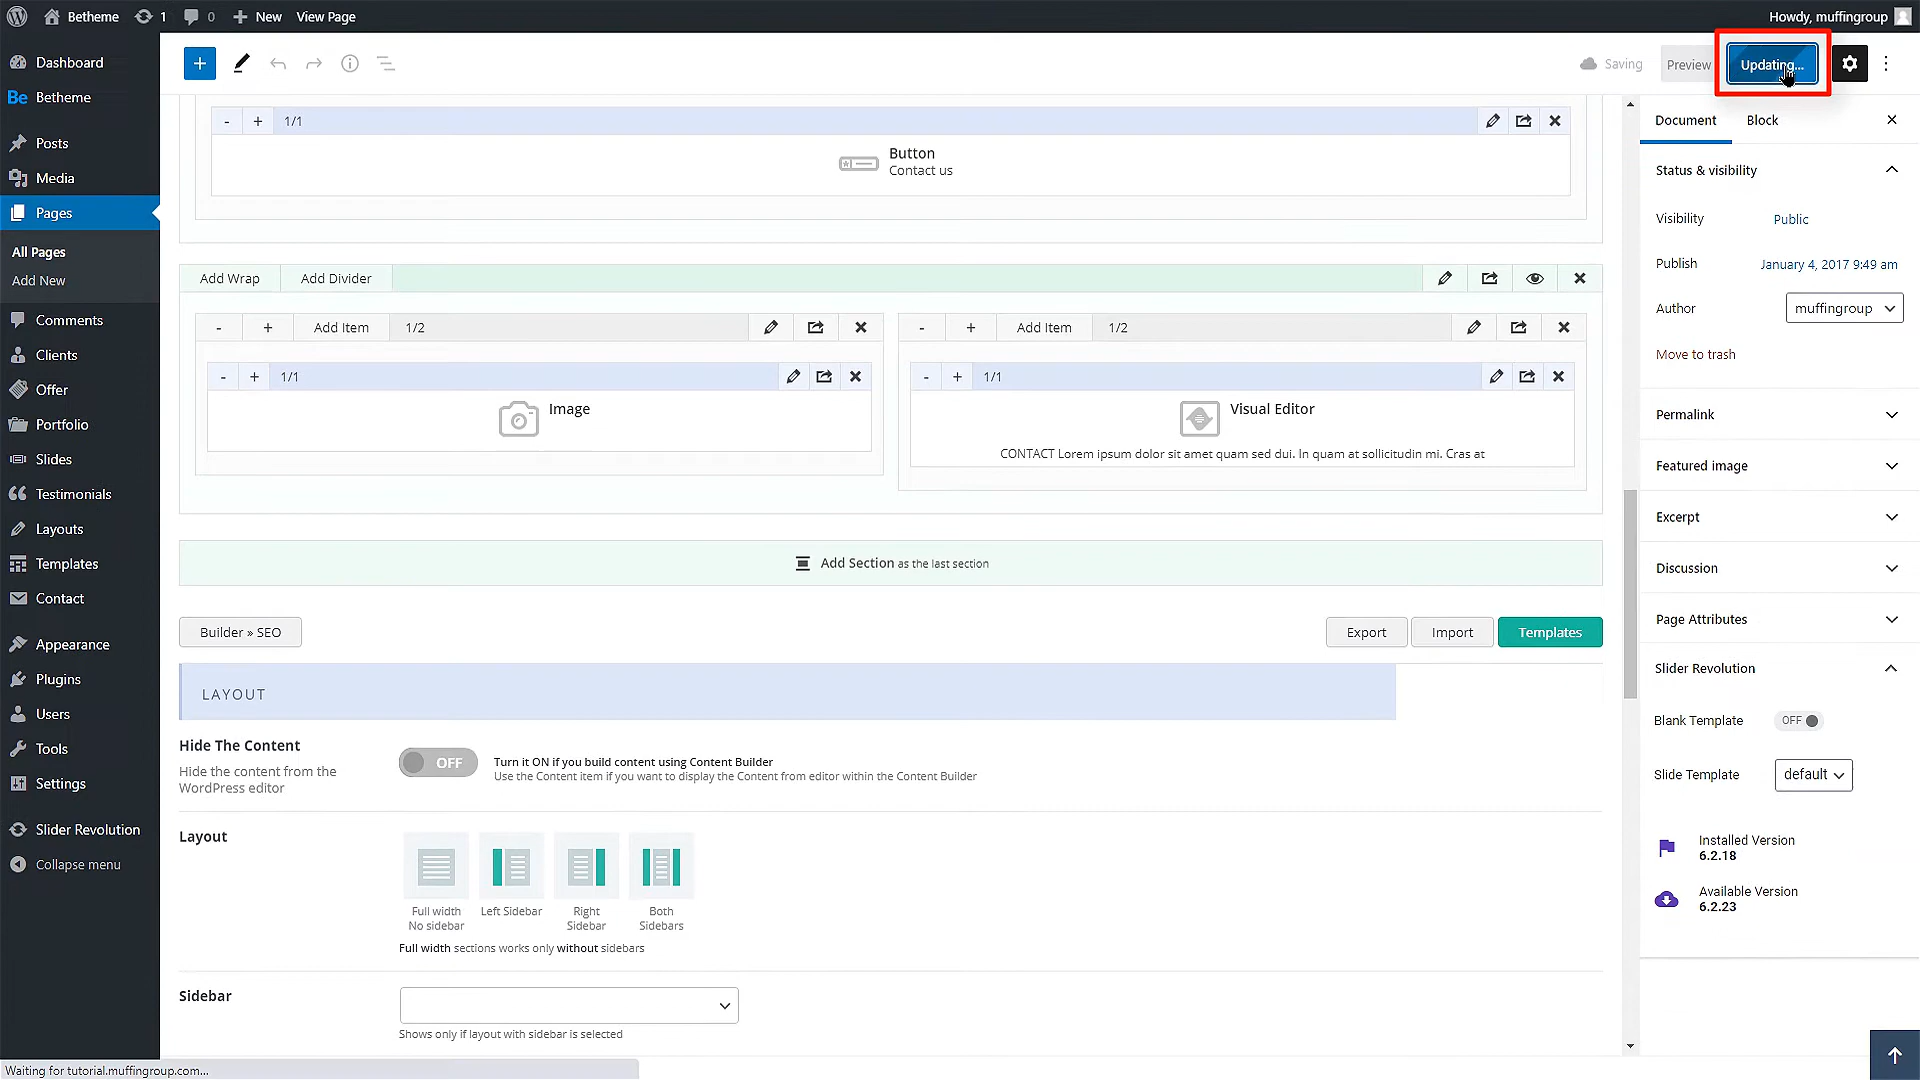 Betheme 1 0 New View Page Howdy, muffingroup
Dashboard
Be Betheme
Posts
Media
Pages
All Pages
Add New
Comments
Clients
Offer
Portfolio
Slides
Testimonials
Layouts
Templates
Contact
Appearance
Plugins
Users
Tools
Settings
Slider Revolution
Collapse menu
+ Saving Preview Updating...
- + 1/1
Button
Contact us
Add Wrap Add Divider
- + Add Item 1/2
- + 1/1
Image
- + Add Item 1/2
- + 1/1
Visual Editor
CONTACT Lorem ipsum dolor sit amet quam sed dui. In quam at sollicitudin mi. Cras at
Add Section as the last section
Builder » SEO Export Import Templates
LAYOUT
Hide The Content
Hide the content from the
WordPress editor
OFF
Turn it ON if you build content using Content Builder
Use the Content item if you want to display the Content from editor within the Content Builder
Layout
Full width
No sidebar
Left Sidebar
Right
Sidebar
Both
Sidebars
Full width sections works only without sidebars
Sidebar
Shows only if layout with sidebar is selected
Document Block
Status & visibility
Visibility Public
Publish January 4, 2017 9:49 am
Author muffingroup
Move to trash
Permalink
Featured image
Excerpt
Discussion
Page Attributes
Slider Revolution
Blank Template OFF
Slide Template default
Installed Version
6.2.18
Available Version
6.2.23
Waiting for tutorial.muffingroup.com...